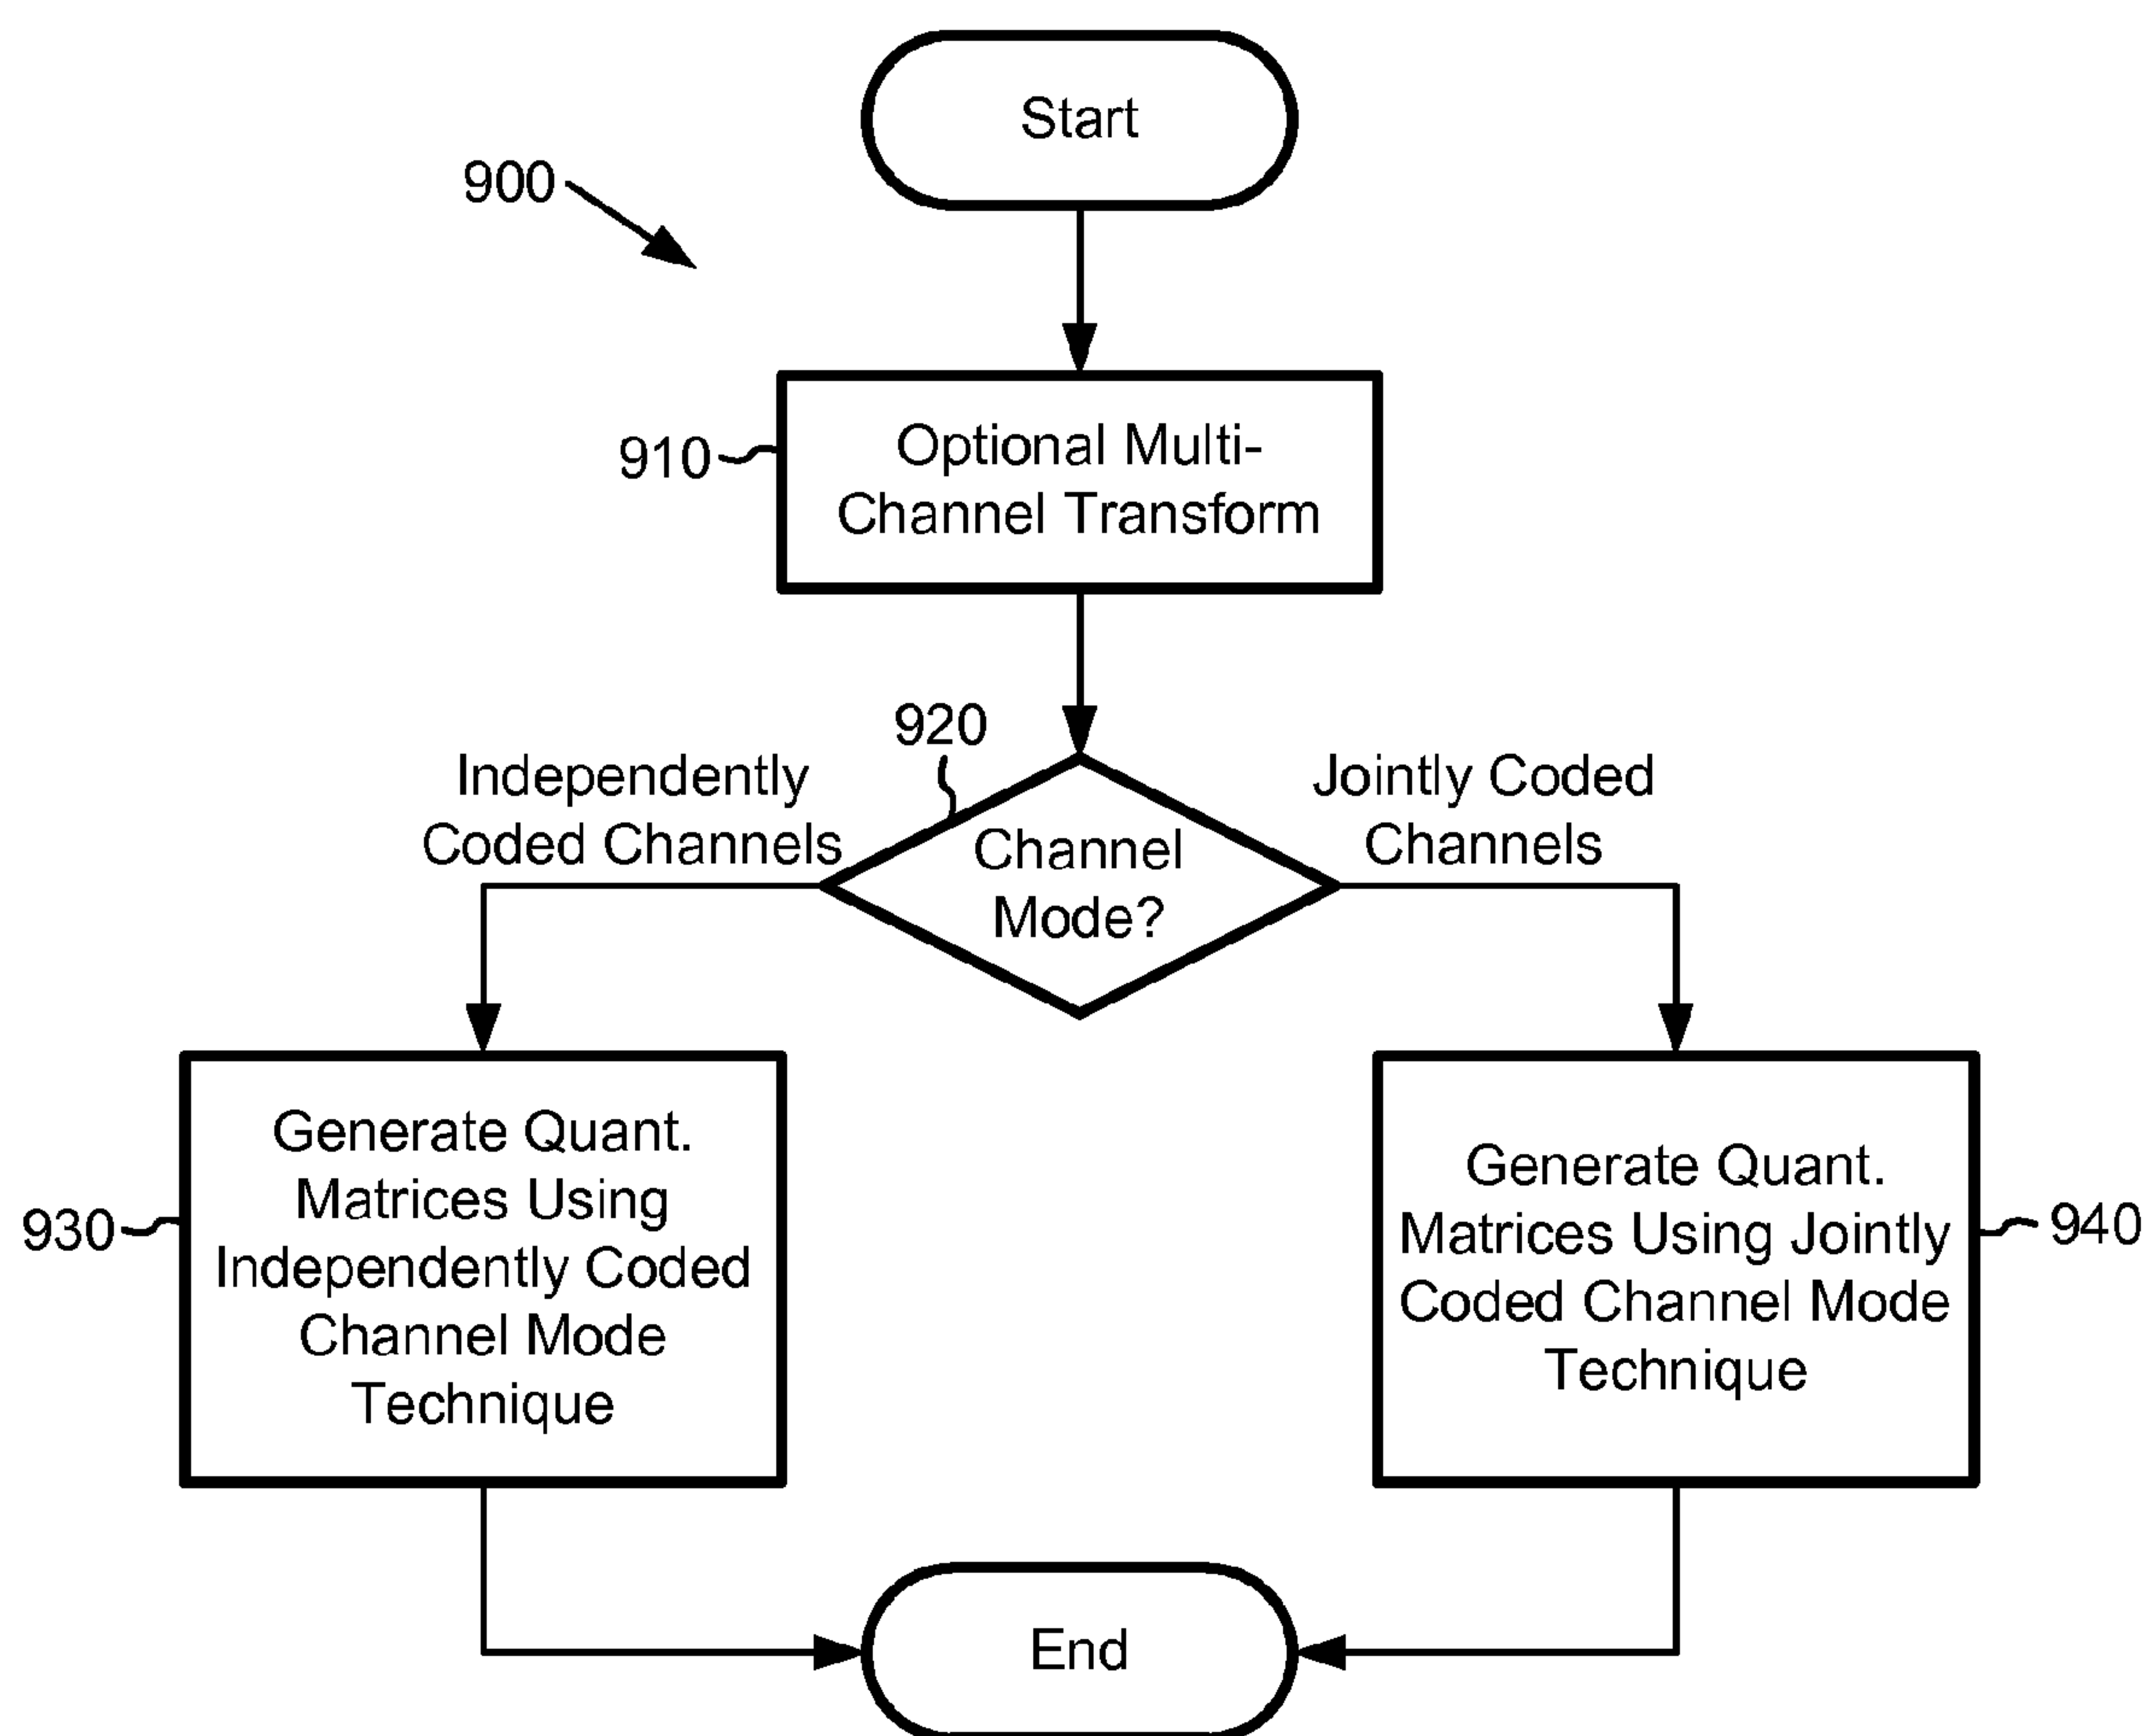 Start
900
910
Optional Multi-
Channel Transform
920
Independently
Coded Channels
Channel
Mode?
Jointly Coded
Channels
930
Generate Quant.
Matrices Using
Independently Coded
Channel Mode
Technique
Generate Quant.
Matrices Using Jointly
Coded Channel Mode
Technique
940
End